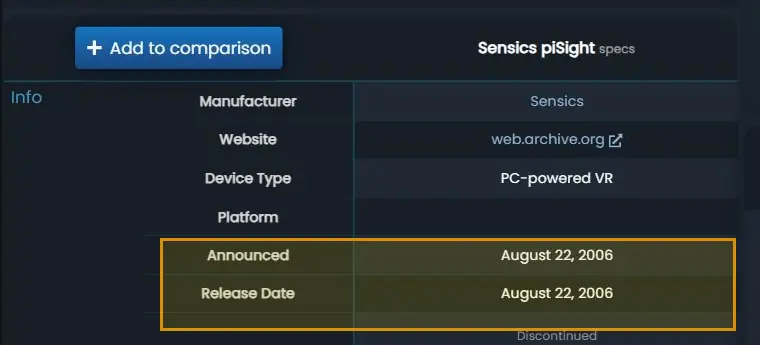 + Add to comparison Sensics piSight specs
Info
Manufacturer Sensics
Website web.archive.org
Device Type PC-powered VR
Platform
Announced August 22, 2006
Release Date August 22, 2006
Discontinued